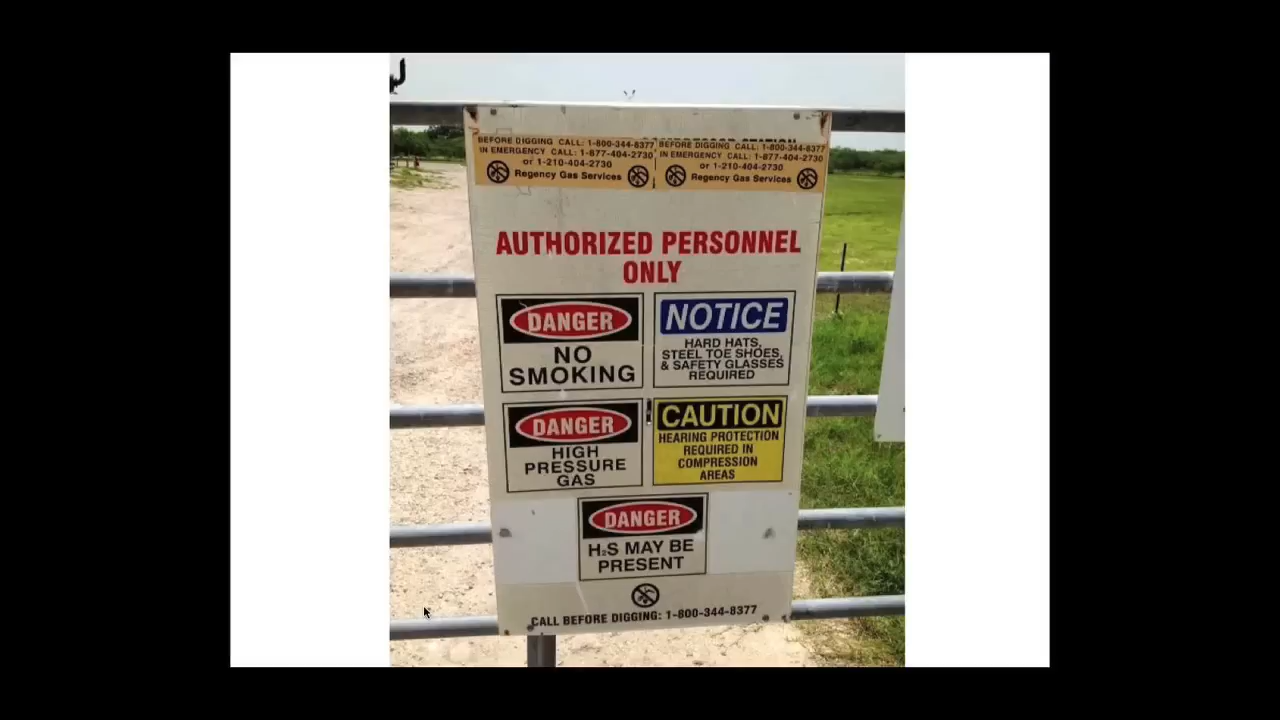 BEFORE DIGGING CALL: 1-800-344-8377
IN EMERGENCY CALL: 1-877-404-2730
or 1-210-404-2730
Regency Gas Services
BEFORE DIGGING CALL: 1-800-344-8377
IN EMERGENCY CALL: 1-877-404-2730
or 1-210-404-2730
Regency Gas Services
AUTHORIZED PERSONNEL
ONLY
DANGER
NO
SMOKING
NOTICE
HARD HATS,
STEEL TOE SHOES,
& SAFETY GLASSES
REQUIRED
DANGER
HIGH
PRESSURE
GAS
CAUTION
HEARING PROTECTION
REQUIRED IN
COMPRESSION
AREAS
DANGER
H₂S MAY BE
PRESENT
CALL BEFORE DIGGING: 1-800-344-8377